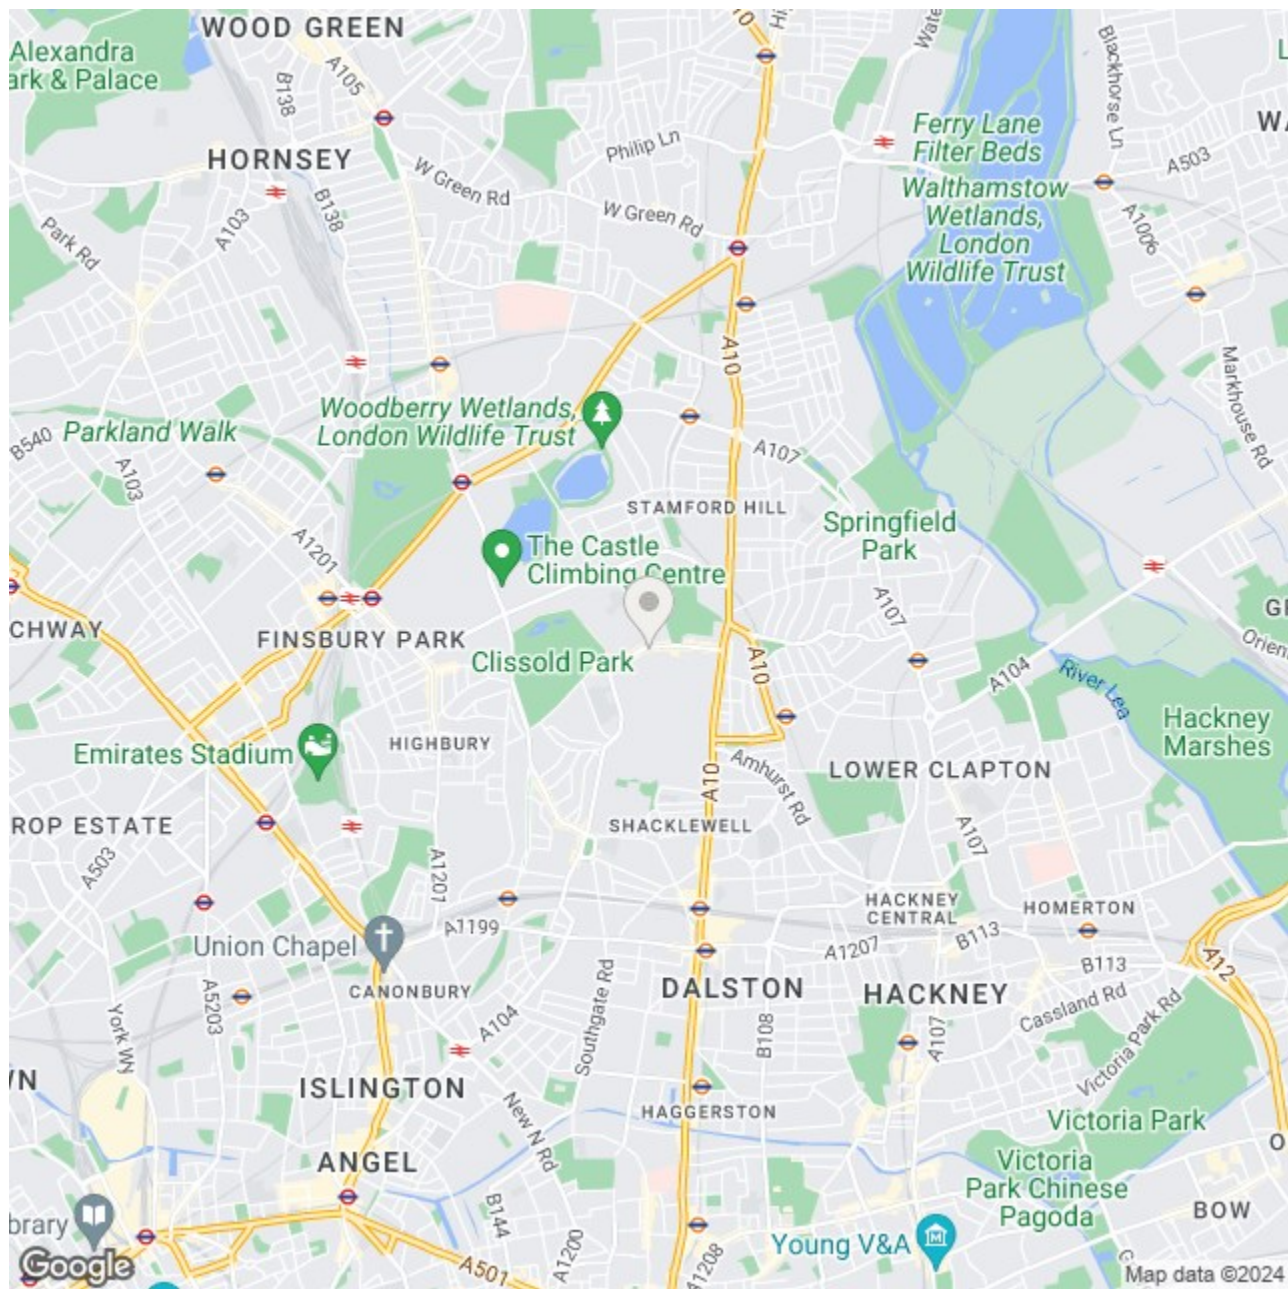 WOOD GREEN
Alexandra
ark & Palace
A105
B138
HORNSEY
B138
A103
Park Rd
W Green Rd
Philip Ln
W Green Rd
Ferry Lane
Filter Beds
Walthamstow
Wetlands,
London
Wildlife Trust
Blackhorse Ln
A503
A1006
Markhouse Rd
A10
Woodberry Wetlands,
London Wildlife Trust
Parkland Walk
B540
A103
A1201
A107
STAMFORD HILL
Springfield
Park
The Castle
Climbing Centre
CHWAY
FINSBURY PARK
Clissold Park
A10
A107
A104
River Lea
Hackney
Marshes
Emirates Stadium
HIGHBURY
A10
Amhurst Rd
LOWER CLAPTON
ROP ESTATE
SHACKLEWELL
A503
A1201
A107
HACKNEY
CENTRAL
HOMERTON
Union Chapel
A1199
A1207
B113
B113
A12
CANONBURY
A5203
York Wy
A104
Southgate Rd
DALSTON
HACKNEY
B108
A107
Cassland Rd
Victoria Park Rd
ISLINGTON
New N Rd
HAGGERSTON
Victoria Park
ANGEL
Victoria
Park Chinese
Pagoda
BOW
brary
B144
A1200
A1208
A501
Young V&A
Google
Map data ©2024